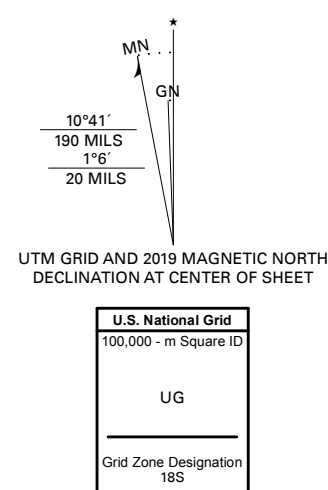 ★
MN
GN
10°41´
190 MILS
1°6´
20 MILS
UTM GRID AND 2019 MAGNETIC NORTH
DECLINATION AT CENTER OF SHEET
U.S. National Grid
100,000 - m Square ID
UG
Grid Zone Designation
18S